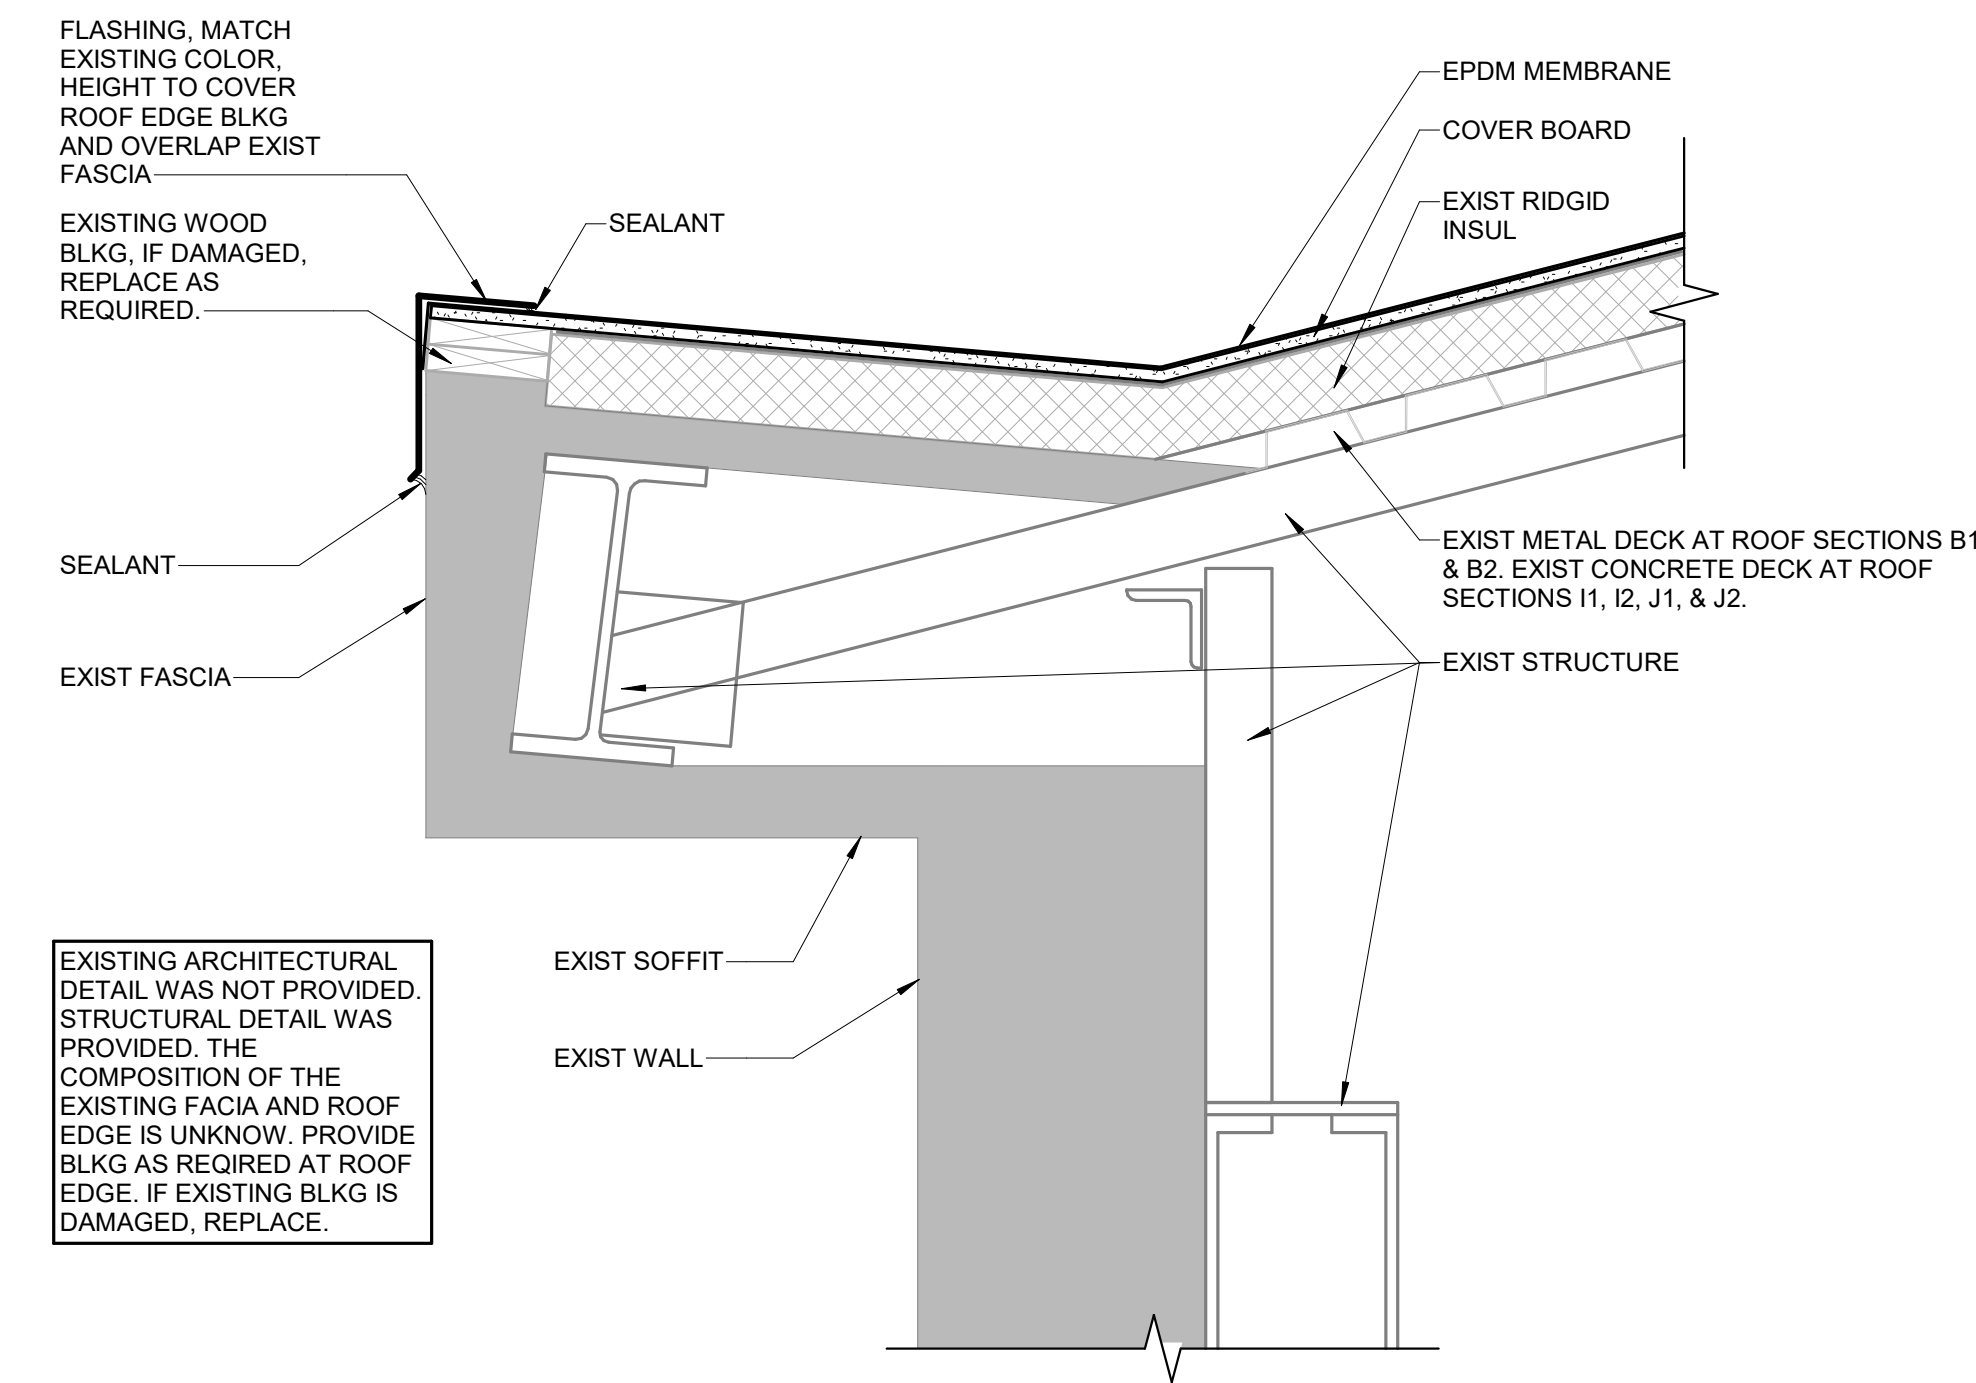 FLASHING, MATCH
EXISTING COLOR,
HEIGHT TO COVER
ROOF EDGE BLKG
AND OVERLAP EXIST
FASCIA
EXISTING WOOD
BLKG, IF DAMAGED,
REPLACE AS
REQUIRED.
SEALANT
EPDM MEMBRANE
COVER BOARD
EXIST RIDGID
INSUL
SEALANT
EXIST FASCIA
EXIST METAL DECK AT ROOF SECTIONS B1
& B2. EXIST CONCRETE DECK AT ROOF
SECTIONS I1, I2, J1, & J2.
EXIST STRUCTURE
EXIST SOFFIT
EXIST WALL
EXISTING ARCHITECTURAL
DETAIL WAS NOT PROVIDED.
STRUCTURAL DETAIL WAS
PROVIDED. THE
COMPOSITION OF THE
EXISTING FACIA AND ROOF
EDGE IS UNKNOW. PROVIDE
BLKG AS REQIRED AT ROOF
EDGE. IF EXISTING BLKG IS
DAMAGED, REPLACE.